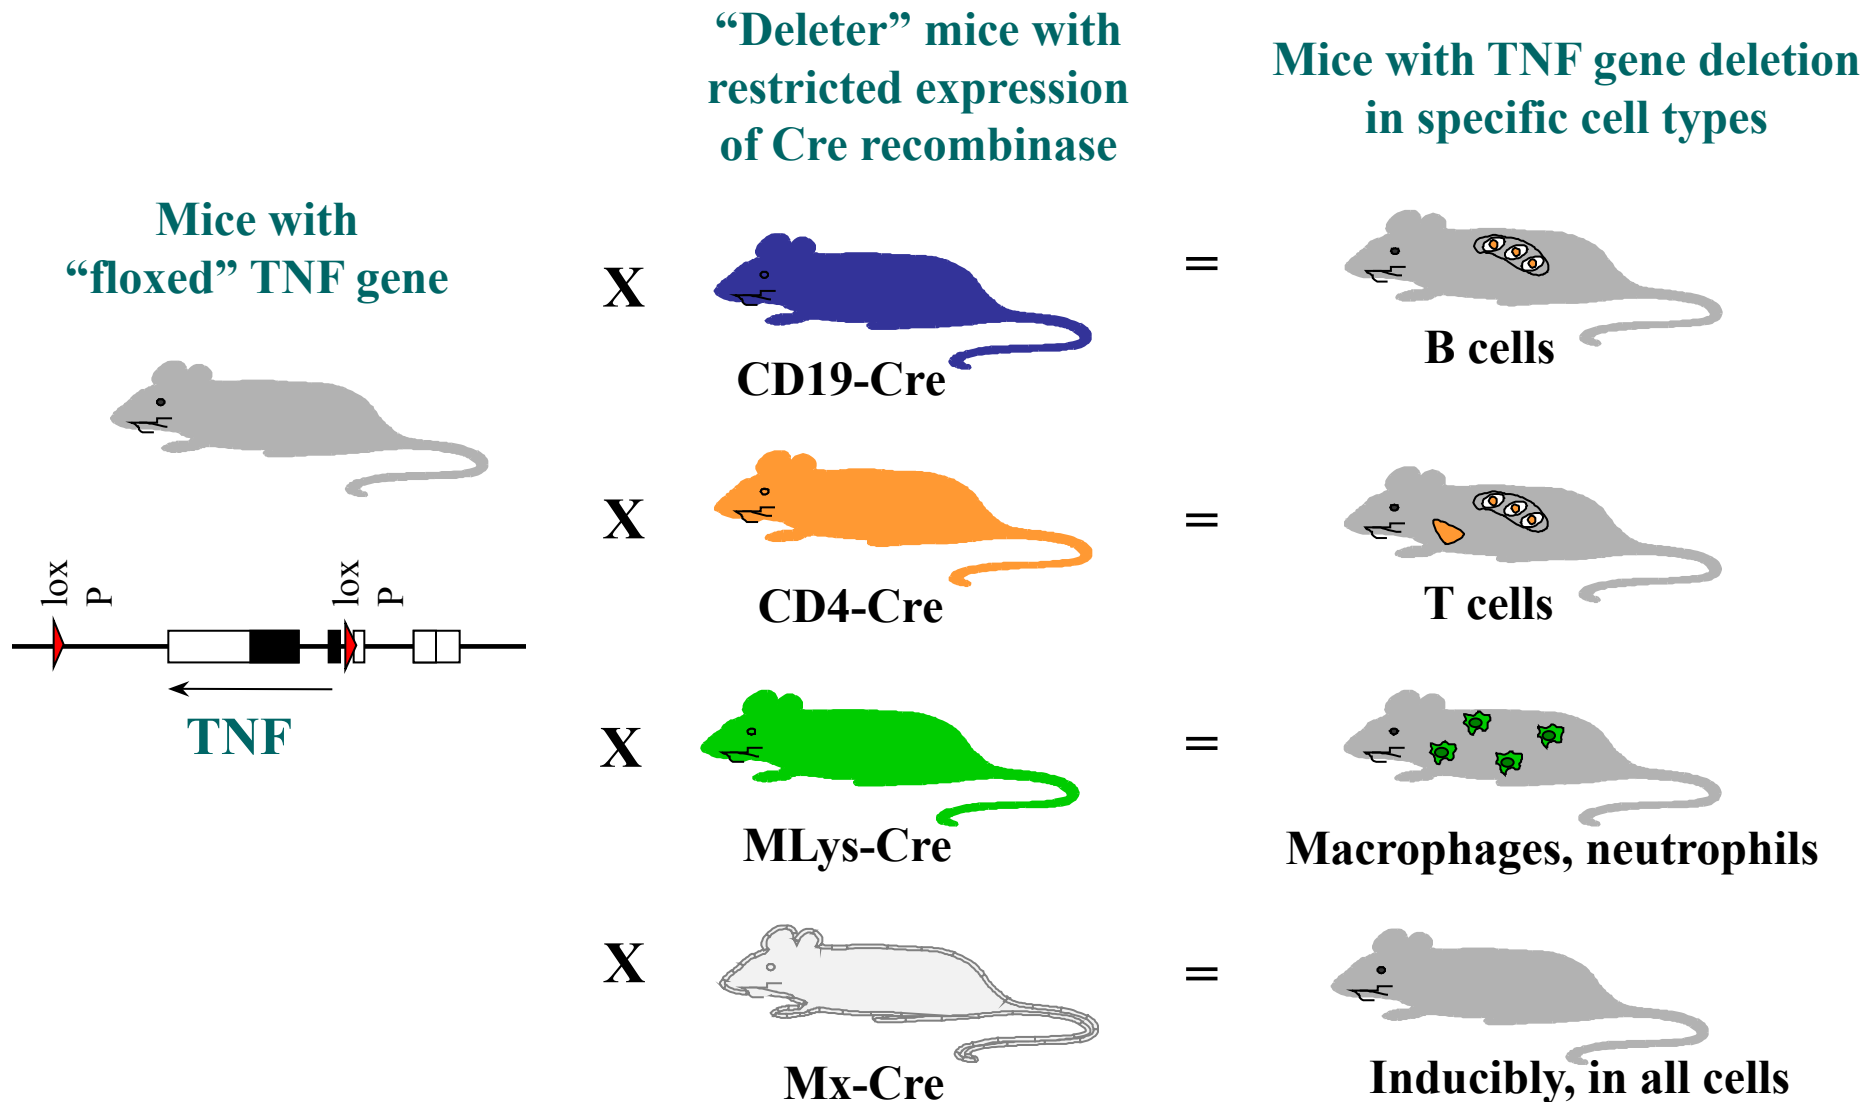 “Deleter” mice with
restricted expression
of Cre recombinase
Mice with TNF gene deletion
in specific cell types
Mice with
“floxed” TNF gene
X
=
CD19-Cre
B cells
X
=
CD4-Cre
T cells
lox
P
lox
P
TNF
X
=
MLys-Cre
Macrophages, neutrophils
X
=
Mx-Cre
Inducibly, in all cells